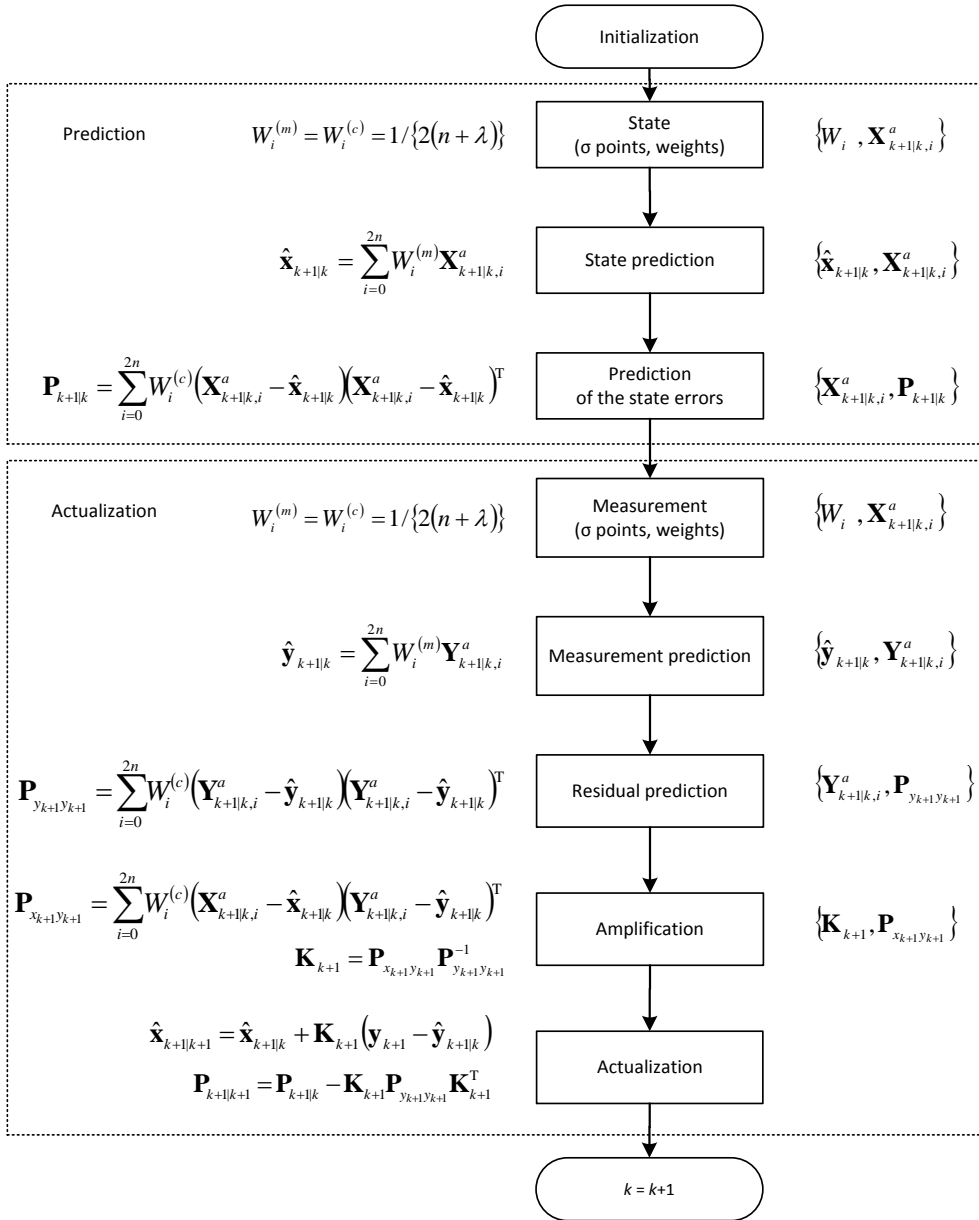 Initialization
Prediction
W_i^{(m)} = W_i^{(c)} = 1/{2(n + λ)}
State
(σ points, weights)
{W_i , X^a_{k+1|k,i}}
x̂_{k+1|k} = ∑_{i=0}^{2n} W_i^{(m)} X^a_{k+1|k,i}
State prediction
{x̂_{k+1|k}, X^a_{k+1|k,i}}
P_{k+1|k} = ∑_{i=0}^{2n} W_i^{(c)} (X^a_{k+1|k,i} − x̂_{k+1|k})(X^a_{k+1|k,i} − x̂_{k+1|k})^T
Prediction
of the state errors
{X^a_{k+1|k,i}, P_{k+1|k}}
Actualization
W_i^{(m)} = W_i^{(c)} = 1/{2(n + λ)}
Measurement
(σ points, weights)
{W_i , X^a_{k+1|k,i}}
ŷ_{k+1|k} = ∑_{i=0}^{2n} W_i^{(m)} Y^a_{k+1|k,i}
Measurement prediction
{ŷ_{k+1|k}, Y^a_{k+1|k,i}}
P_{y_{k+1}y_{k+1}} = ∑_{i=0}^{2n} W_i^{(c)} (Y^a_{k+1|k,i} − ŷ_{k+1|k})(Y^a_{k+1|k,i} − ŷ_{k+1|k})^T
Residual prediction
{Y^a_{k+1|k,i}, P_{y_{k+1}y_{k+1}}}
P_{x_{k+1}y_{k+1}} = ∑_{i=0}^{2n} W_i^{(c)} (X^a_{k+1|k,i} − x̂_{k+1|k})(Y^a_{k+1|k,i} − ŷ_{k+1|k})^T
K_{k+1} = P_{x_{k+1}y_{k+1}} P^{-1}_{y_{k+1}y_{k+1}}
Amplification
{K_{k+1}, P_{x_{k+1}y_{k+1}}}
x̂_{k+1|k+1} = x̂_{k+1|k} + K_{k+1}(y_{k+1} − ŷ_{k+1|k})
P_{k+1|k+1} = P_{k+1|k} − K_{k+1} P_{y_{k+1}y_{k+1}} K^T_{k+1}
Actualization
k = k+1